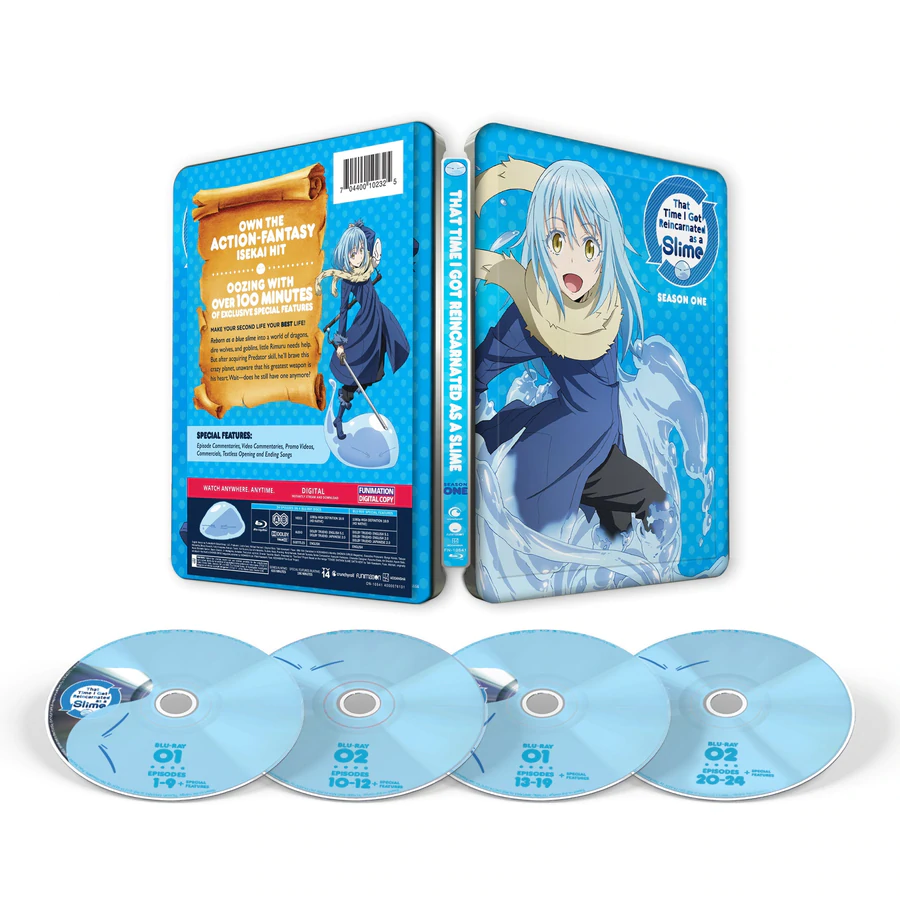 7 04400 10232 5
OWN THE
ACTION-FANTASY
ISEKAI HIT
OOZING WITH
OVER 100 MINUTES
OF EXCLUSIVE SPECIAL FEATURES
MAKE YOUR SECOND LIFE YOUR BEST LIFE!
Reborn as a blue slime into a world of dragons,
dire wolves, and goblins, little Rimuru needs help.
But after acquiring Predator skill, he'll brave this
crazy planet, unaware that his greatest weapon is
his heart. Wait—does he still have one anymore?
SPECIAL FEATURES:
Episode Commentaries, Video Commentaries, Promo Videos,
Commercials, Textless Opening and Ending Songs
WATCH ANYWHERE. ANYTIME.
DIGITAL
FUNIMATION
DIGITAL COPY
DOLBY
14
crunchyroll
FUNIMATION
THAT TIME I GOT REINCARNATED AS A SLIME
SEASON
ONE
That
Time I Got
Reincarnated
as a
Slime
SEASON ONE
That
Time I Got
Reincarnated
as a
Slime
BLU-RAY
01
EPISODES
1-9 + SPECIAL
FEATURES
BLU-RAY
02
EPISODES
10-12 + SPECIAL
FEATURES
BLU-RAY
01
EPISODES
13-19 + SPECIAL
FEATURES
BLU-RAY
02
EPISODES
20-24 + SPECIAL
FEATURES